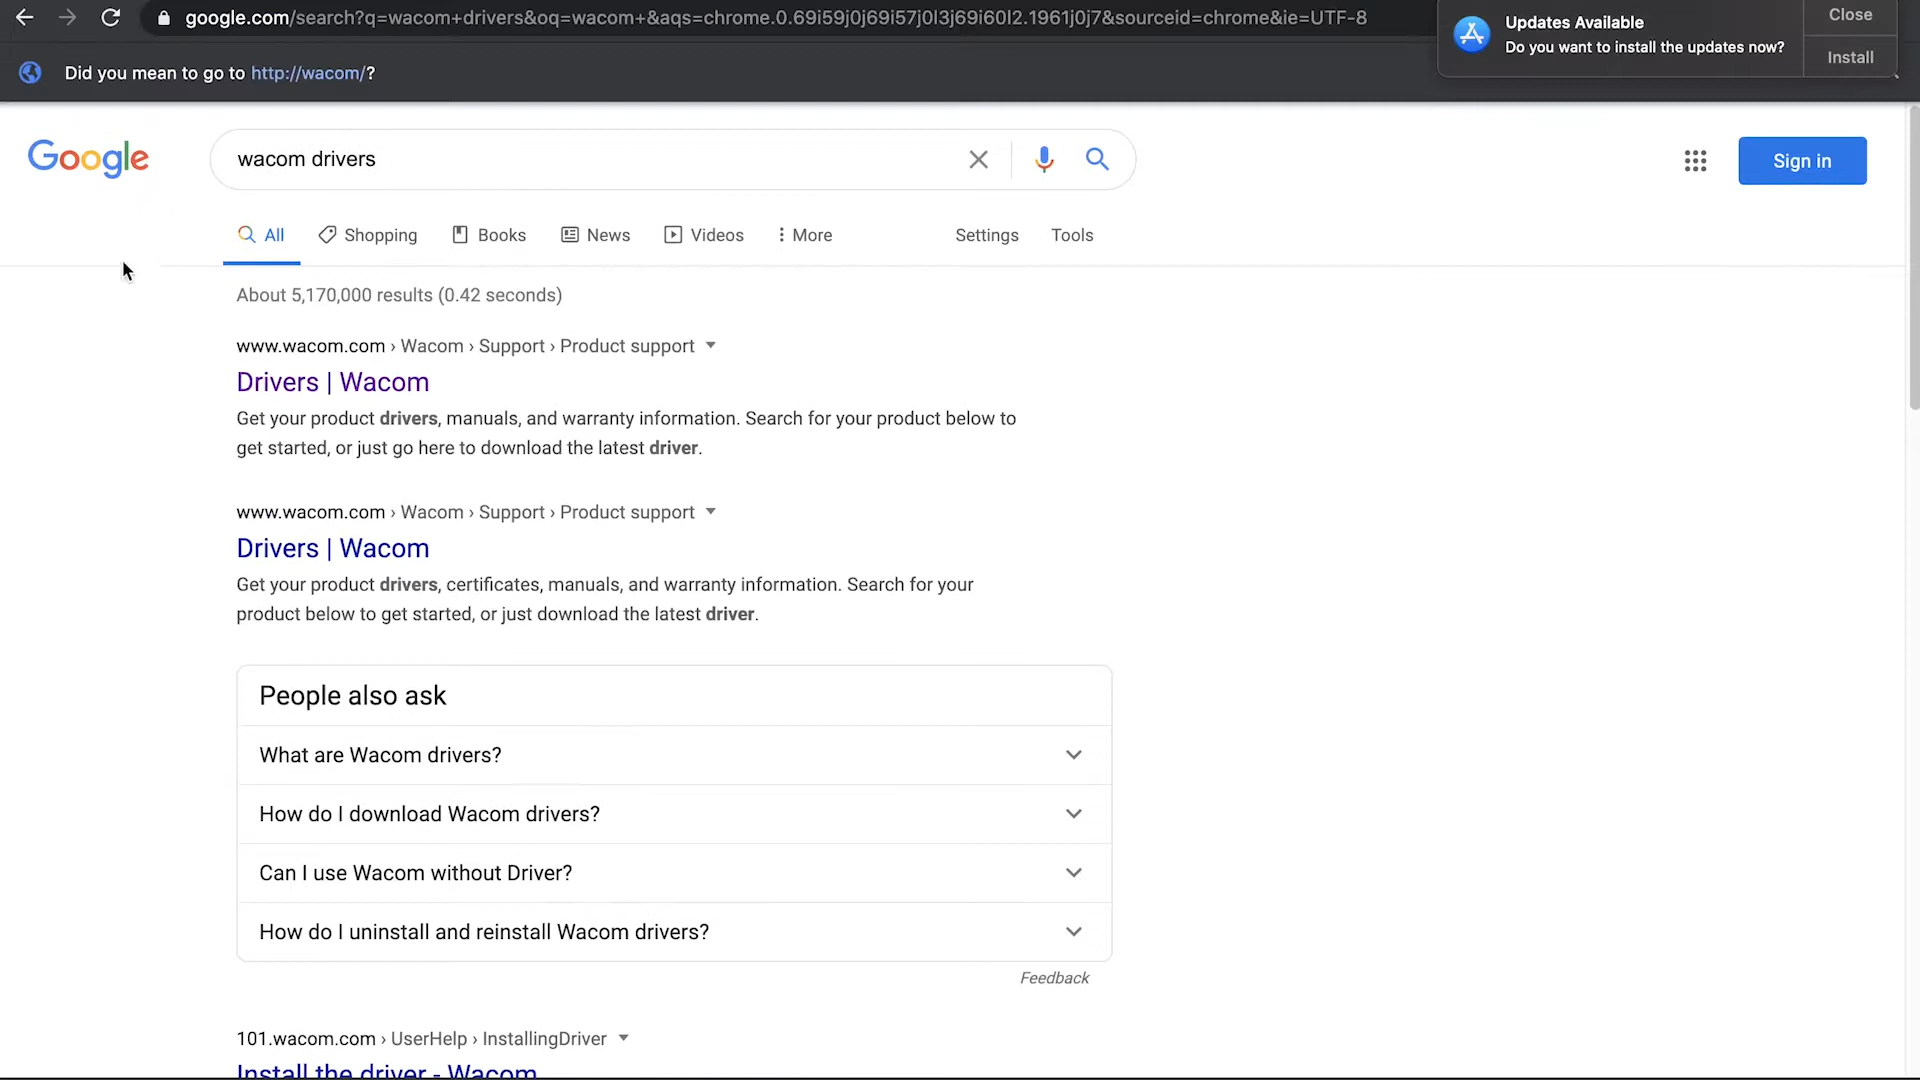 google.com/search?q=wacom+drivers&oq=wacom+&aqs=chrome.0.69i59j0j69i57j0l3j69i60l2.1961j0j7&sourceid=chrome&ie=UTF-8
Updates Available
Do you want to install the updates now?
Close
Install
Did you mean to go to http://wacom/?
Google
wacom drivers
Sign in
All Shopping Books News Videos More Settings Tools
About 5,170,000 results (0.42 seconds)
www.wacom.com › Wacom › Support › Product support
Drivers | Wacom
Get your product drivers, manuals, and warranty information. Search for your product below to
get started, or just go here to download the latest driver.
www.wacom.com › Wacom › Support › Product support
Drivers | Wacom
Get your product drivers, certificates, manuals, and warranty information. Search for your
product below to get started, or just download the latest driver.
People also ask
What are Wacom drivers?
How do I download Wacom drivers?
Can I use Wacom without Driver?
How do I uninstall and reinstall Wacom drivers?
Feedback
101.wacom.com › UserHelp › InstallingDriver
Install the driver - Wacom